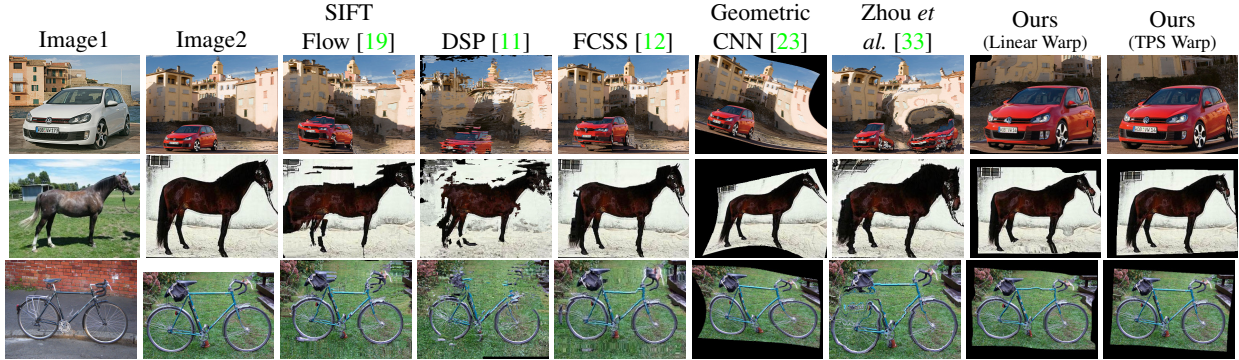 Image1
Image2
SIFT
Flow [19]
DSP [11]
FCSS [12]
Geometric
CNN [23]
Zhou et
al. [33]
Ours
(Linear Warp)
Ours
(TPS Warp)